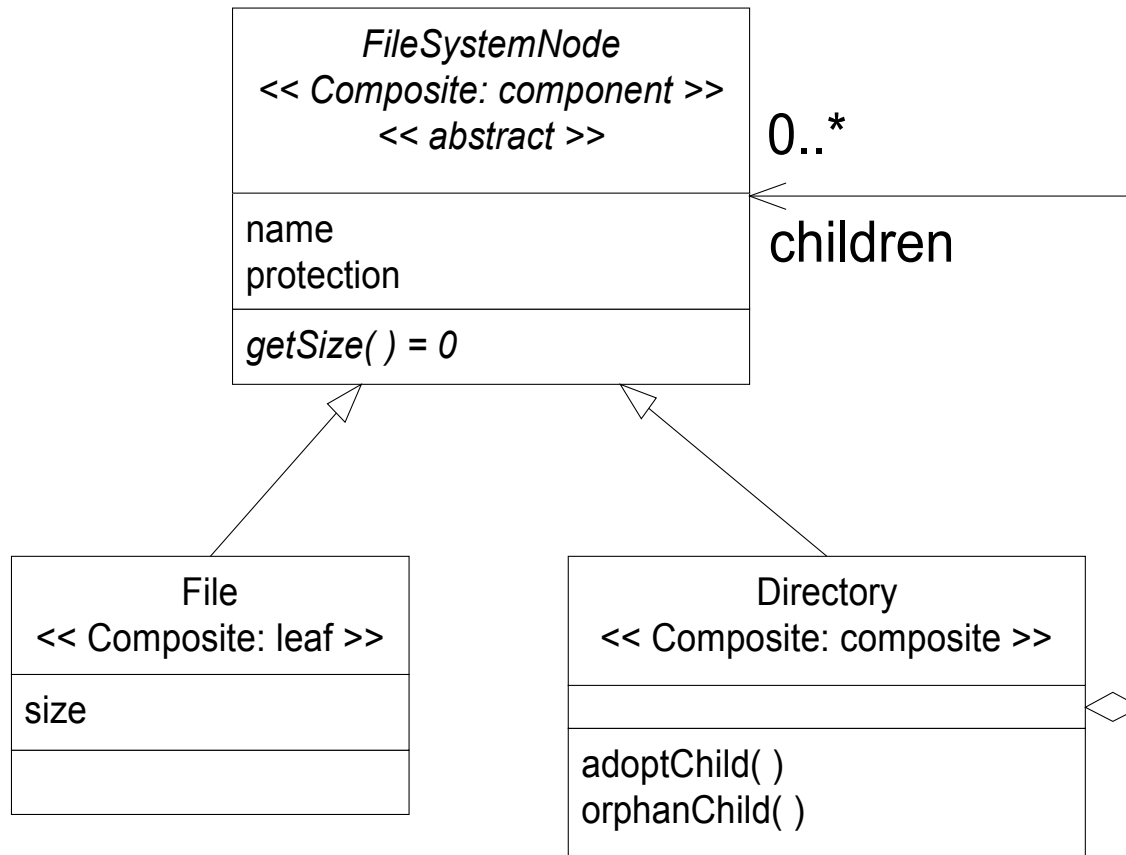 FileSystemNode
<< Composite: component >>
<< abstract >>
0..*
name
protection
children
getSize( ) = 0
File
<< Composite: leaf >>
size
Directory
<< Composite: composite >>
adoptChild( )
orphanChild( )